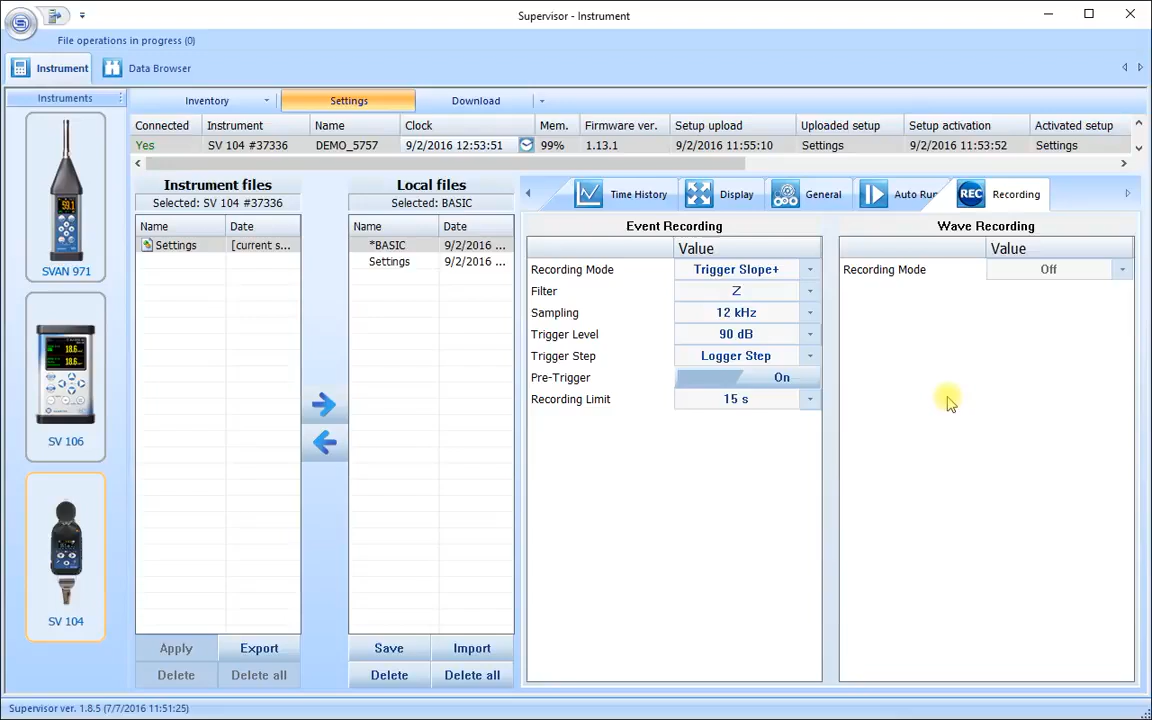 Supervisor - Instrument
File operations in progress (0)
Instrument
Data Browser
Instruments
Inventory
Settings
Download
Connected Instrument Name Clock Mem. Firmware ver. Setup upload Uploaded setup Setup activation Activated setup
Yes SV 104 #37336 DEMO_5757 9/2/2016 12:53:51 99% 1.13.1 9/2/2016 11:55:10 Settings 9/2/2016 11:53:52 Settings
SVAN 971
SV 106
SV 104
Instrument files
Selected: SV 104 #37336
Name Date
Settings [current s...
Apply Export
Delete Delete all
Local files
Selected: BASIC
Name Date
*BASIC 9/2/2016 ...
Settings 9/2/2016 ...
Save Import
Delete Delete all
Time History Display General Auto Run Recording
REC
Event Recording
Value
Recording Mode Trigger Slope+
Filter Z
Sampling 12 kHz
Trigger Level 90 dB
Trigger Step Logger Step
Pre-Trigger On
Recording Limit 15 s
Wave Recording
Value
Recording Mode Off
Supervisor ver. 1.8.5 (7/7/2016 11:51:25)